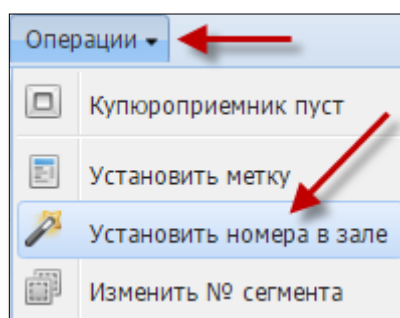 Операции
Купюроприемник пуст
Установить метку
Установить номера в зале
Изменить № сегмента